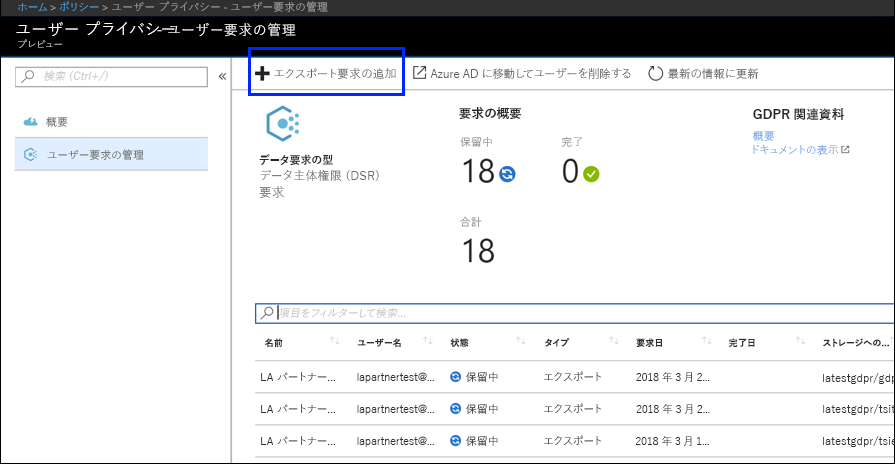 ホーム > ポリシー > ユーザー プライバシー - ユーザー要求の管理
ユーザー プライバシー - ユーザー要求の管理
プレビュー
検索 (Ctrl+/)
«
エクスポート要求の追加
Azure AD に移動してユーザーを削除する
最新の情報に更新
概要
ユーザー要求の管理
データ要求の型
データ主体権限 (DSR)
要求
要求の概要
保留中
完了
18
0
合計
18
GDPR 関連資料
概要
ドキュメントの表示
項目をフィルターして検索...
名前 ユーザー名 状態 タイプ 要求日 完了日 ストレージへの...
LA パートナー... lapartnertest@... 保留中 エクスポート 2018 年 3 月 2... latestgdpr/gdp
LA パートナー... lapartnertest@... 保留中 エクスポート 2018 年 3 月 2... latestgdpr/tsit
LA パートナー... lapartnertest@... 保留中 エクスポート 2018 年 3 月 1... latestgdpr/tsie